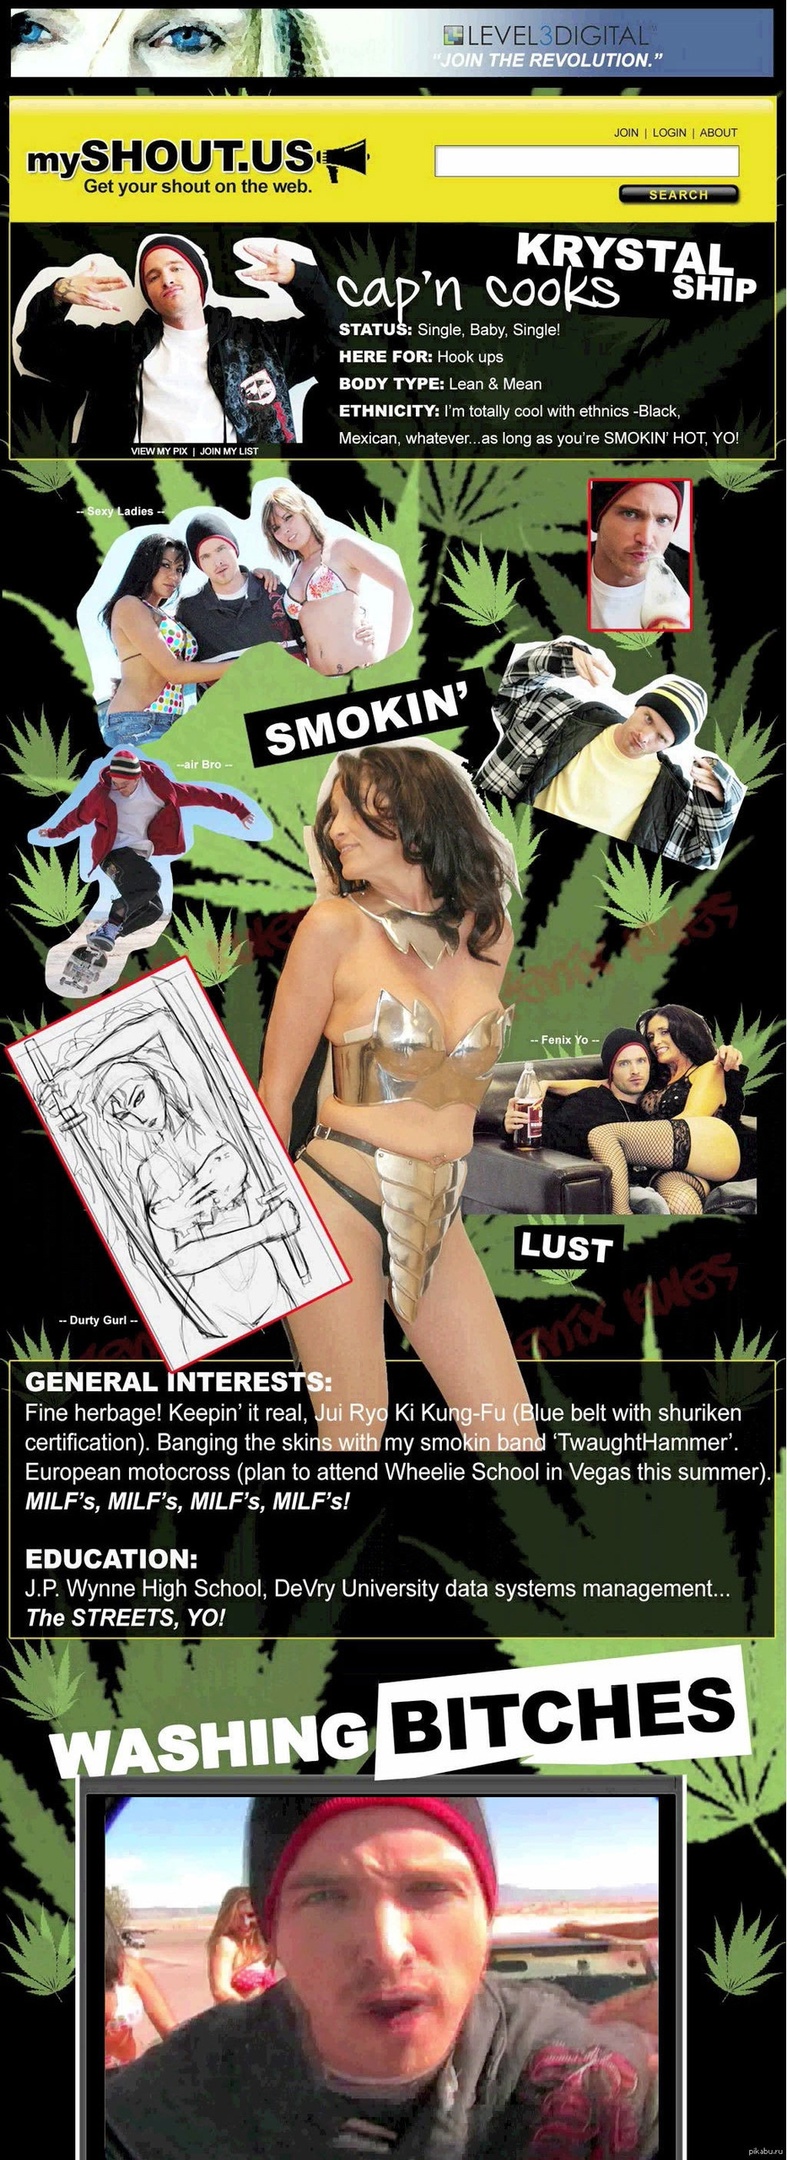 LEVEL3DIGITAL
"JOIN THE REVOLUTION."
JOIN | LOGIN | ABOUT
mySHOUT.US
Get your shout on the web.
SEARCH
KRYSTAL
SHIP
cap'n cooks
STATUS: Single, Baby, Single!
HERE FOR: Hook ups
BODY TYPE: Lean & Mean
ETHNICITY: I'm totally cool with ethnics -Black,
Mexican, whatever...as long as you're SMOKIN' HOT, YO!
VIEW MY PIX | JOIN MY LIST
-- Sexy Ladies --
SMOKIN'
--air Bro --
FENIX RULES
-- Fenix Yo --
LUST
-- Durty Gurl --
FENIX RULES
GENERAL INTERESTS:
Fine herbage! Keepin' it real, Jui Ryo Ki Kung-Fu (Blue belt with shuriken
certification). Banging the skins with my smokin band 'TwaughtHammer'.
European motocross (plan to attend Wheelie School in Vegas this summer).
MILF's, MILF's, MILF's, MILF's!
EDUCATION:
J.P. Wynne High School, DeVry University data systems management...
The STREETS, YO!
WASHING BITCHES
pikabu.ru